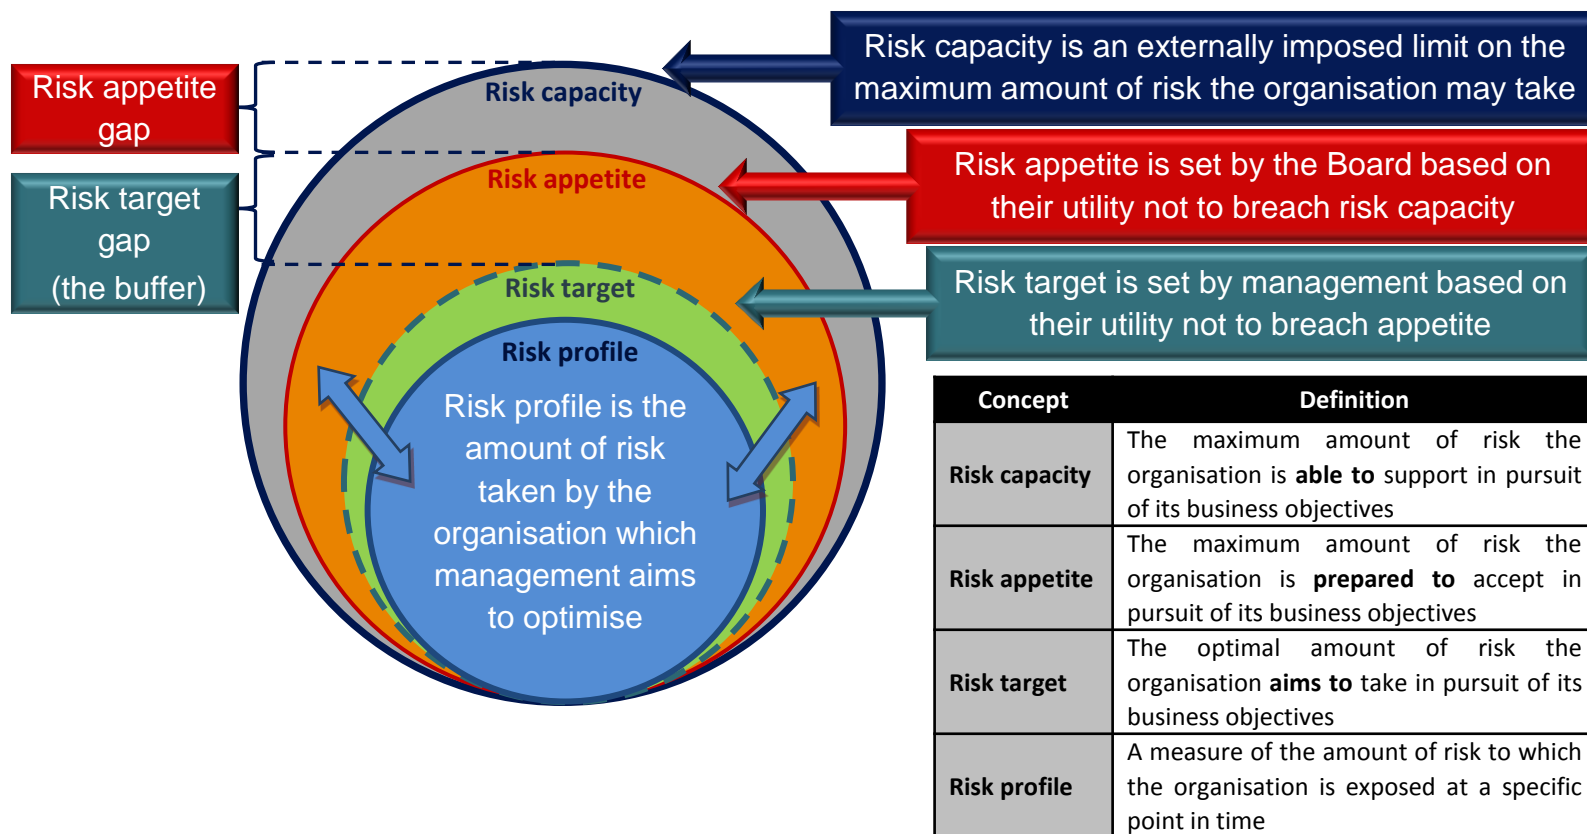 Risk appetite
gap
Risk target
gap
(the buffer)
Risk capacity
Risk appetite
Risk target
Risk profile
Risk profile is the
amount of risk
taken by the
organisation which
management aims
to optimise
Risk capacity is an externally imposed limit on the
maximum amount of risk the organisation may take
Risk appetite is set by the Board based on
their utility not to breach risk capacity
Risk target is set by management based on
their utility not to breach appetite
Concept Definition
Risk capacity
The maximum amount of risk the
organisation is able to support in pursuit
of its business objectives
Risk appetite
The maximum amount of risk the
organisation is prepared to accept in
pursuit of its business objectives
Risk target
The optimal amount of risk the
organisation aims to take in pursuit of its
business objectives
Risk profile
A measure of the amount of risk to which
the organisation is exposed at a specific
point in time